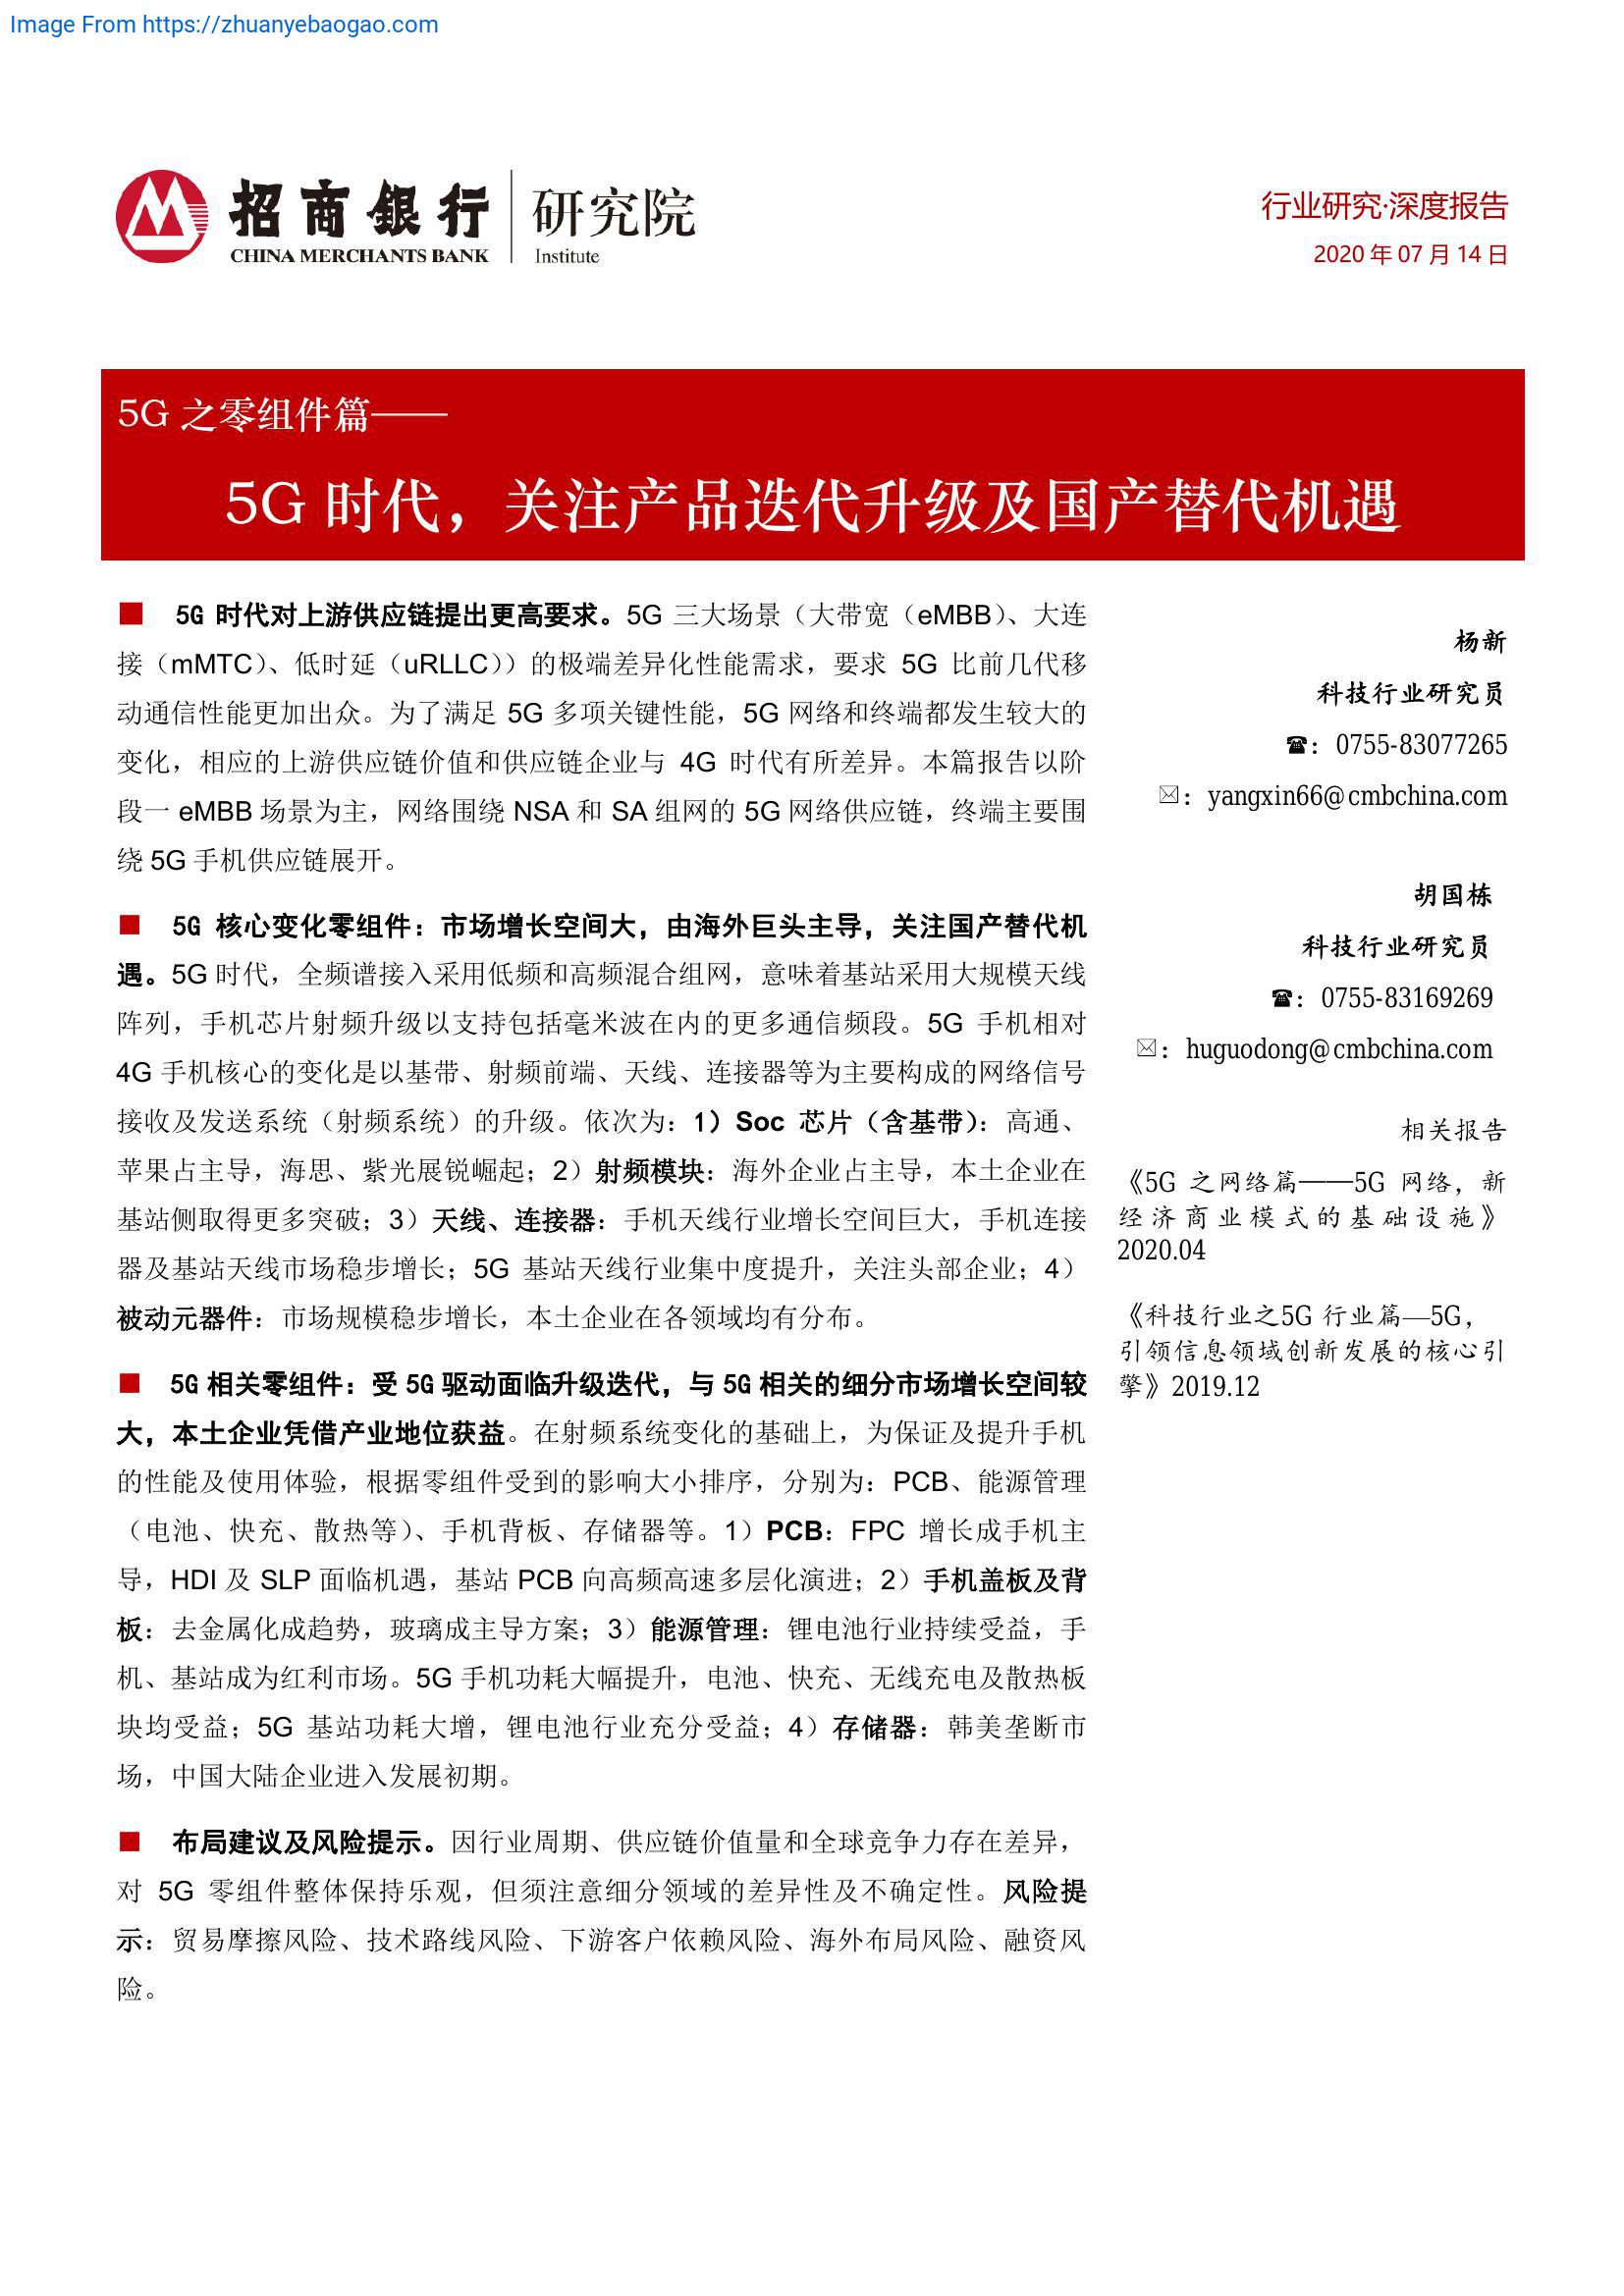 Image From https://zhuanyebaogao.com
招商銀行
CHINA MERCHANTS BANK
研究院
Institute
行业研究·深度报告
2020 年 07 月 14 日
5G 之零组件篇——
5G 时代，关注产品迭代升级及国产替代机遇
■ 5G 时代对上游供应链提出更高要求。5G 三大场景（大带宽（eMBB）、大连
接（mMTC）、低时延（uRLLC））的极端差异化性能需求，要求 5G 比前几代移
动通信性能更加出众。为了满足 5G 多项关键性能，5G 网络和终端都发生较大的
变化，相应的上游供应链价值和供应链企业与 4G 时代有所差异。本篇报告以阶
段一 eMBB 场景为主，网络围绕 NSA 和 SA 组网的 5G 网络供应链，终端主要围
绕 5G 手机供应链展开。
■ 5G 核心变化零组件：市场增长空间大，由海外巨头主导，关注国产替代机
遇。5G 时代，全频谱接入采用低频和高频混合组网，意味着基站采用大规模天线
阵列，手机芯片射频升级以支持包括毫米波在内的更多通信频段。5G 手机相对
4G 手机核心的变化是以基带、射频前端、天线、连接器等为主要构成的网络信号
接收及发送系统（射频系统）的升级。依次为：1）Soc 芯片（含基带）：高通、
苹果占主导，海思、紫光展锐崛起；2）射频模块：海外企业占主导，本土企业在
基站侧取得更多突破；3）天线、连接器：手机天线行业增长空间巨大，手机连接
器及基站天线市场稳步增长；5G 基站天线行业集中度提升，关注头部企业；4）
被动元器件：市场规模稳步增长，本土企业在各领域均有分布。
■ 5G 相关零组件：受 5G 驱动面临升级迭代，与 5G 相关的细分市场增长空间较
大，本土企业凭借产业地位获益。在射频系统变化的基础上，为保证及提升手机
的性能及使用体验，根据零组件受到的影响大小排序，分别为：PCB、能源管理
（电池、快充、散热等）、手机背板、存储器等。1）PCB：FPC 增长成手机主
导，HDI 及 SLP 面临机遇，基站 PCB 向高频高速多层化演进；2）手机盖板及背
板：去金属化成趋势，玻璃成主导方案；3）能源管理：锂电池行业持续受益，手
机、基站成为红利市场。5G 手机功耗大幅提升，电池、快充、无线充电及散热板
块均受益；5G 基站功耗大增，锂电池行业充分受益；4）存储器：韩美垄断市
场，中国大陆企业进入发展初期。
■ 布局建议及风险提示。因行业周期、供应链价值量和全球竞争力存在差异，
对 5G 零组件整体保持乐观，但须注意细分领域的差异性及不确定性。风险提
示：贸易摩擦风险、技术路线风险、下游客户依赖风险、海外布局风险、融资风
险。
杨新
科技行业研究员
☎：0755-83077265
✉：yangxin66@cmbchina.com
胡国栋
科技行业研究员
☎：0755-83169269
✉：huguodong@cmbchina.com
相关报告
《5G 之网络篇——5G 网络，新
经济商业模式的基础设施》
2020.04
《科技行业之5G 行业篇—5G，
引领信息领域创新发展的核心引
擎》2019.12